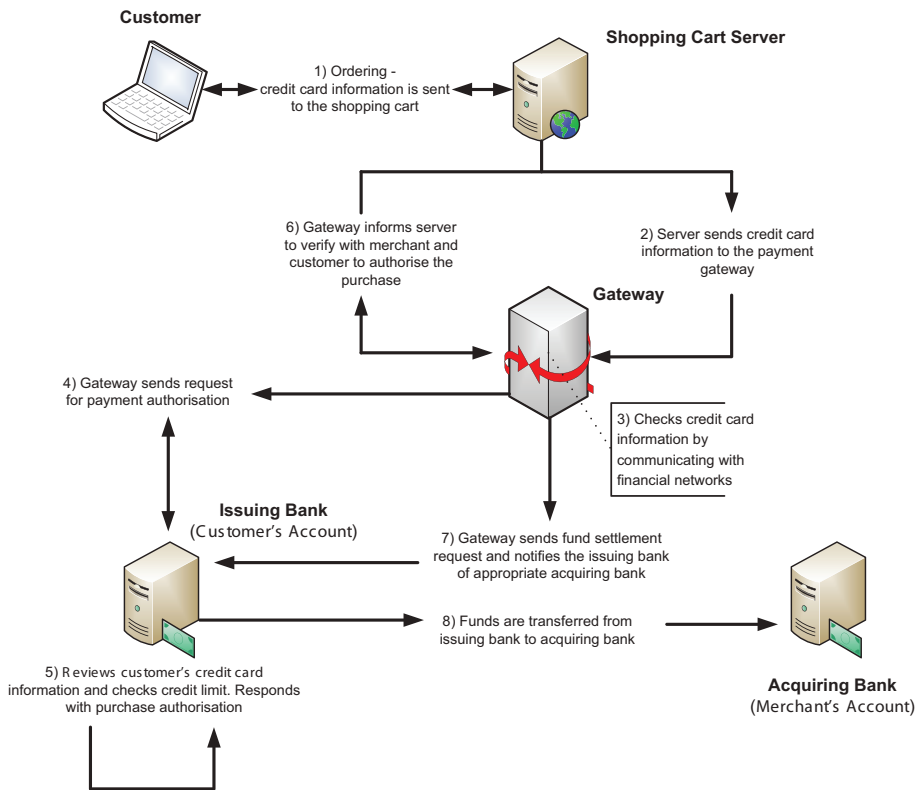 Customer
Shopping Cart Server
1) Ordering -
credit card information is sent
to the shopping cart
6) Gateway informs server
to verify with merchant and
customer to authorise the
purchase
2) Server sends credit card
information to the payment
gateway
Gateway
4) Gateway sends request
for payment authorisation
3) Checks credit card
information by
communicating with
financial networks
Issuing Bank
(Customer's Account)
7) Gateway sends fund settlement
request and notifies the issuing bank
of appropriate acquiring bank
8) Funds are transferred from
issuing bank to acquiring bank
5) Reviews customer's credit card
information and checks credit limit. Responds
with purchase authorisation
Acquiring Bank
(Merchant's Account)